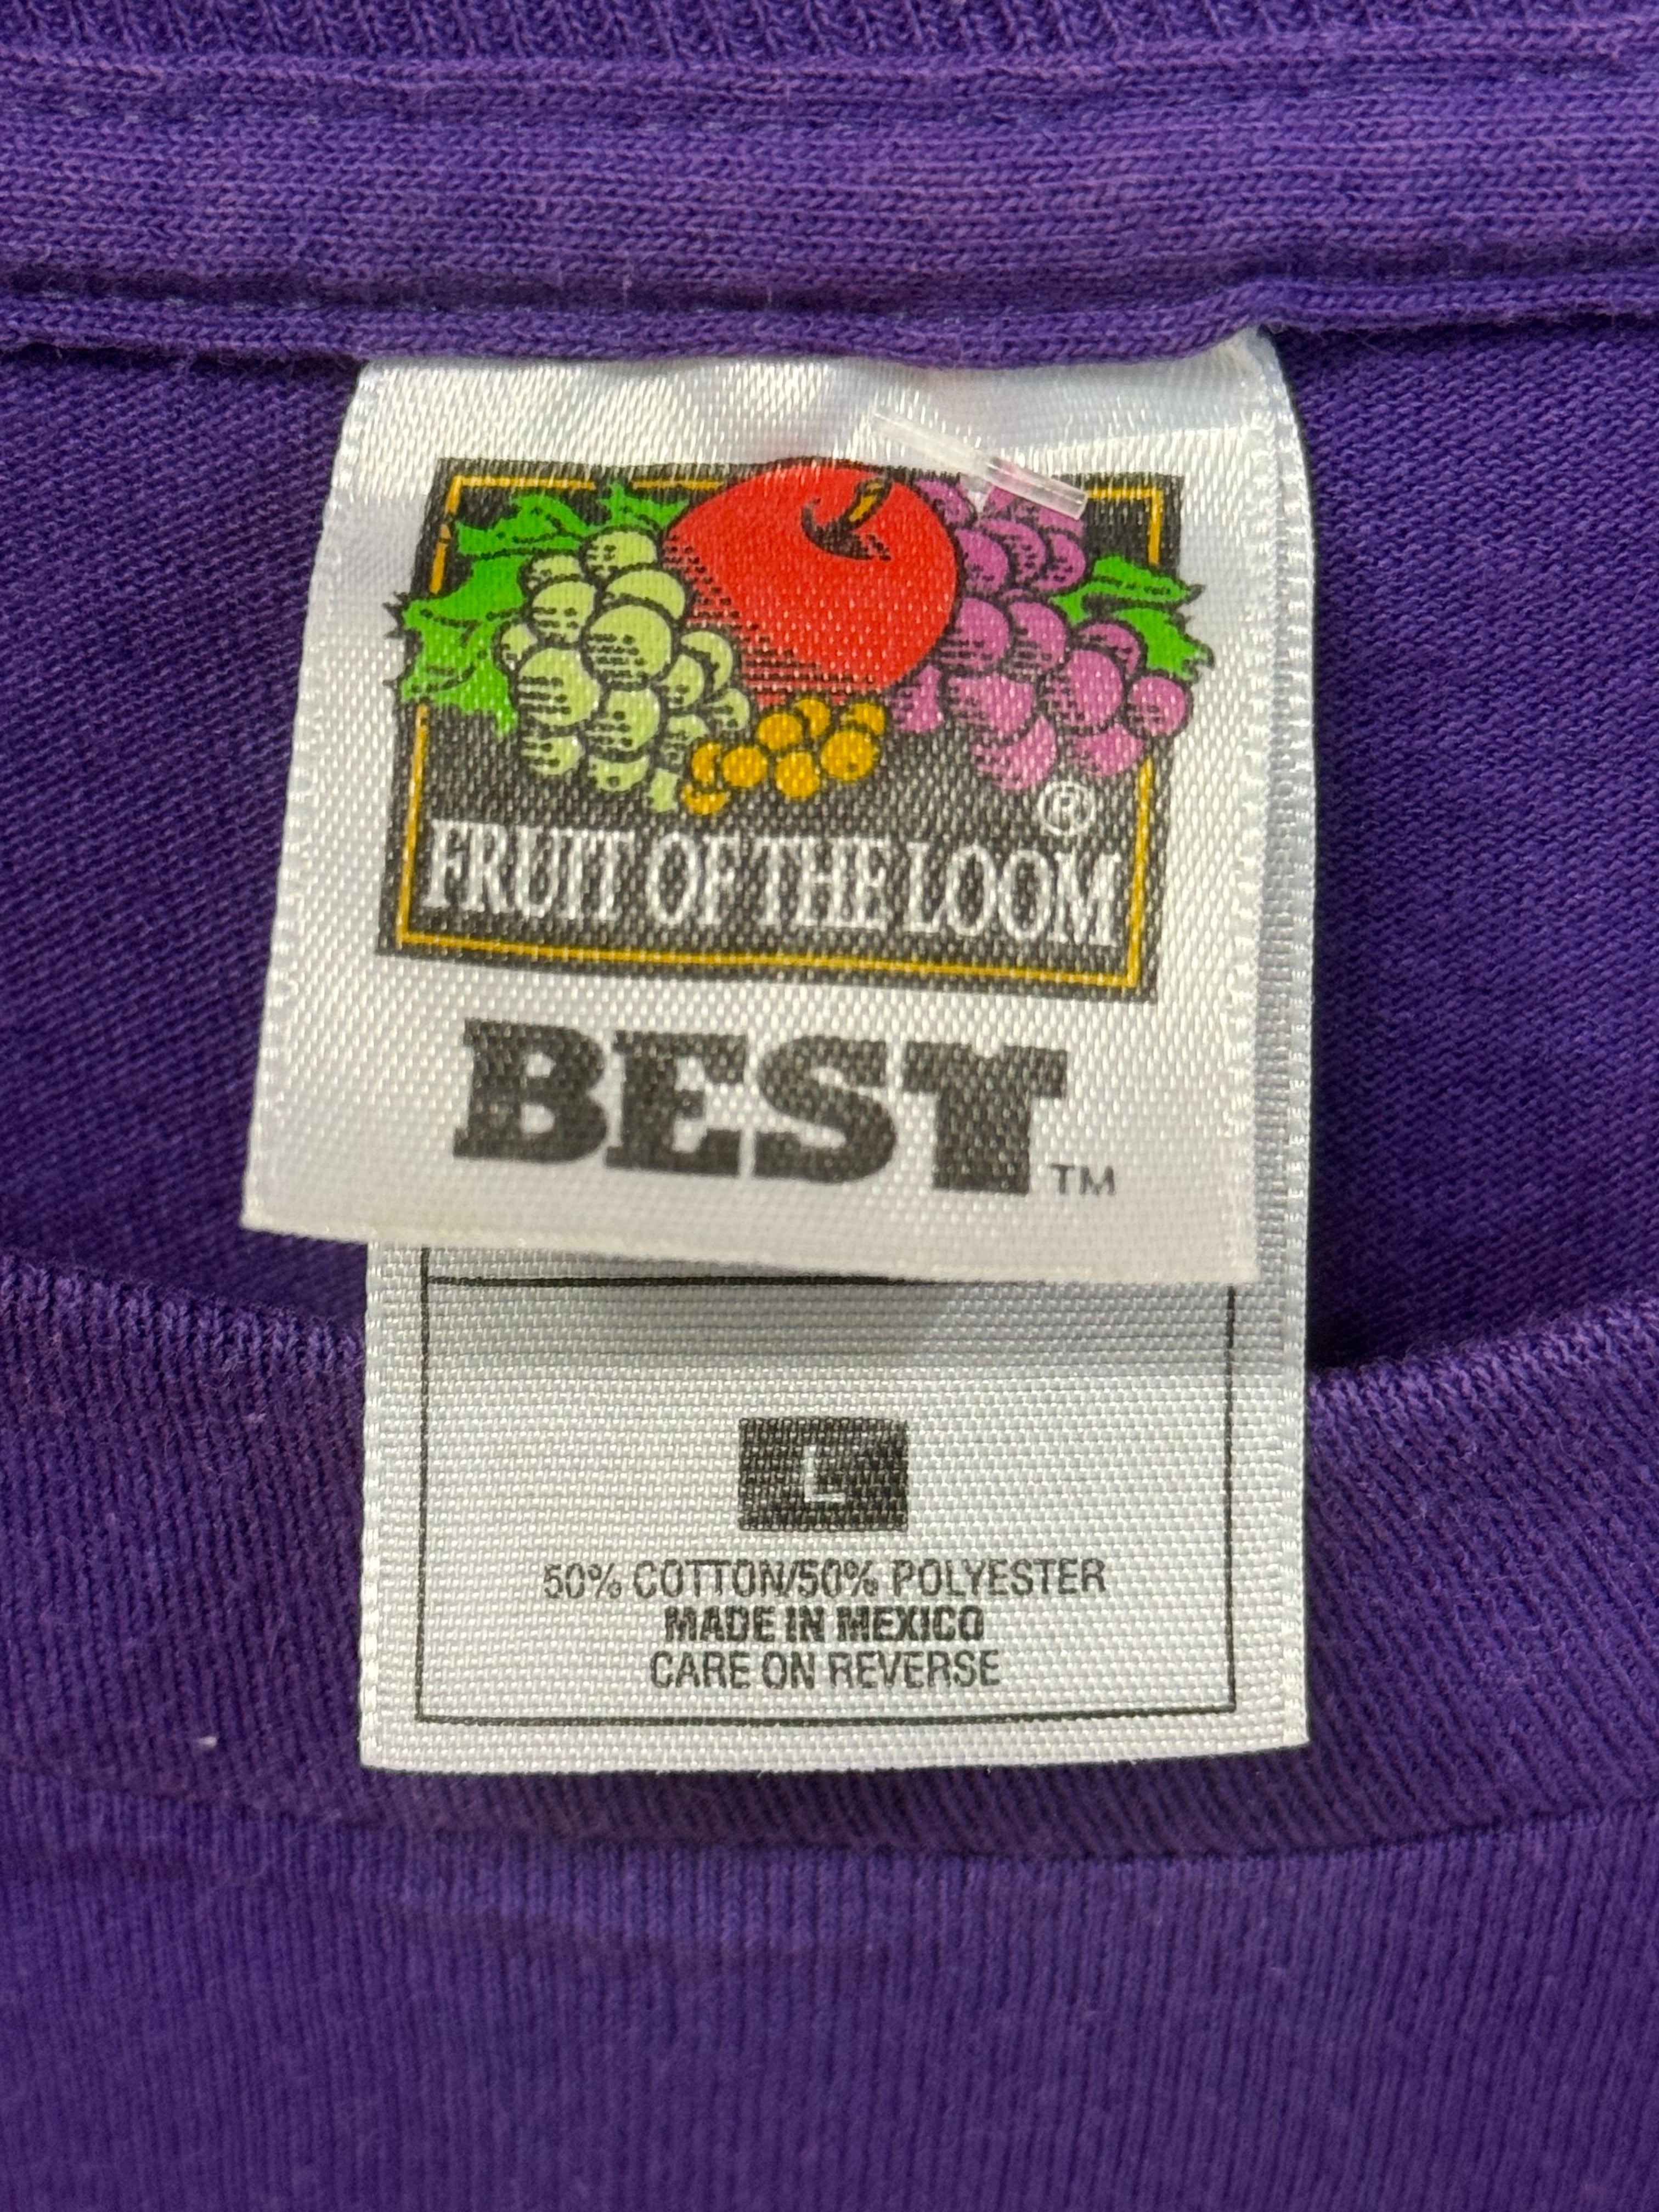 ®
FRUIT OF THE LOOM
BEST™
L
50% COTTON/50% POLYESTER
MADE IN MEXICO
CARE ON REVERSE